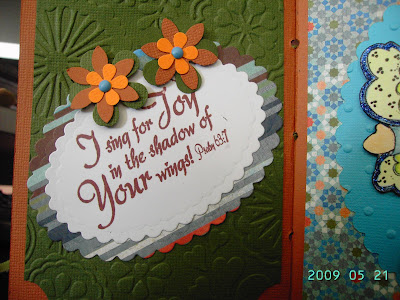 I sing for Joy
in the shadow of
Your wings! Psalm 63:7
2009 05 21